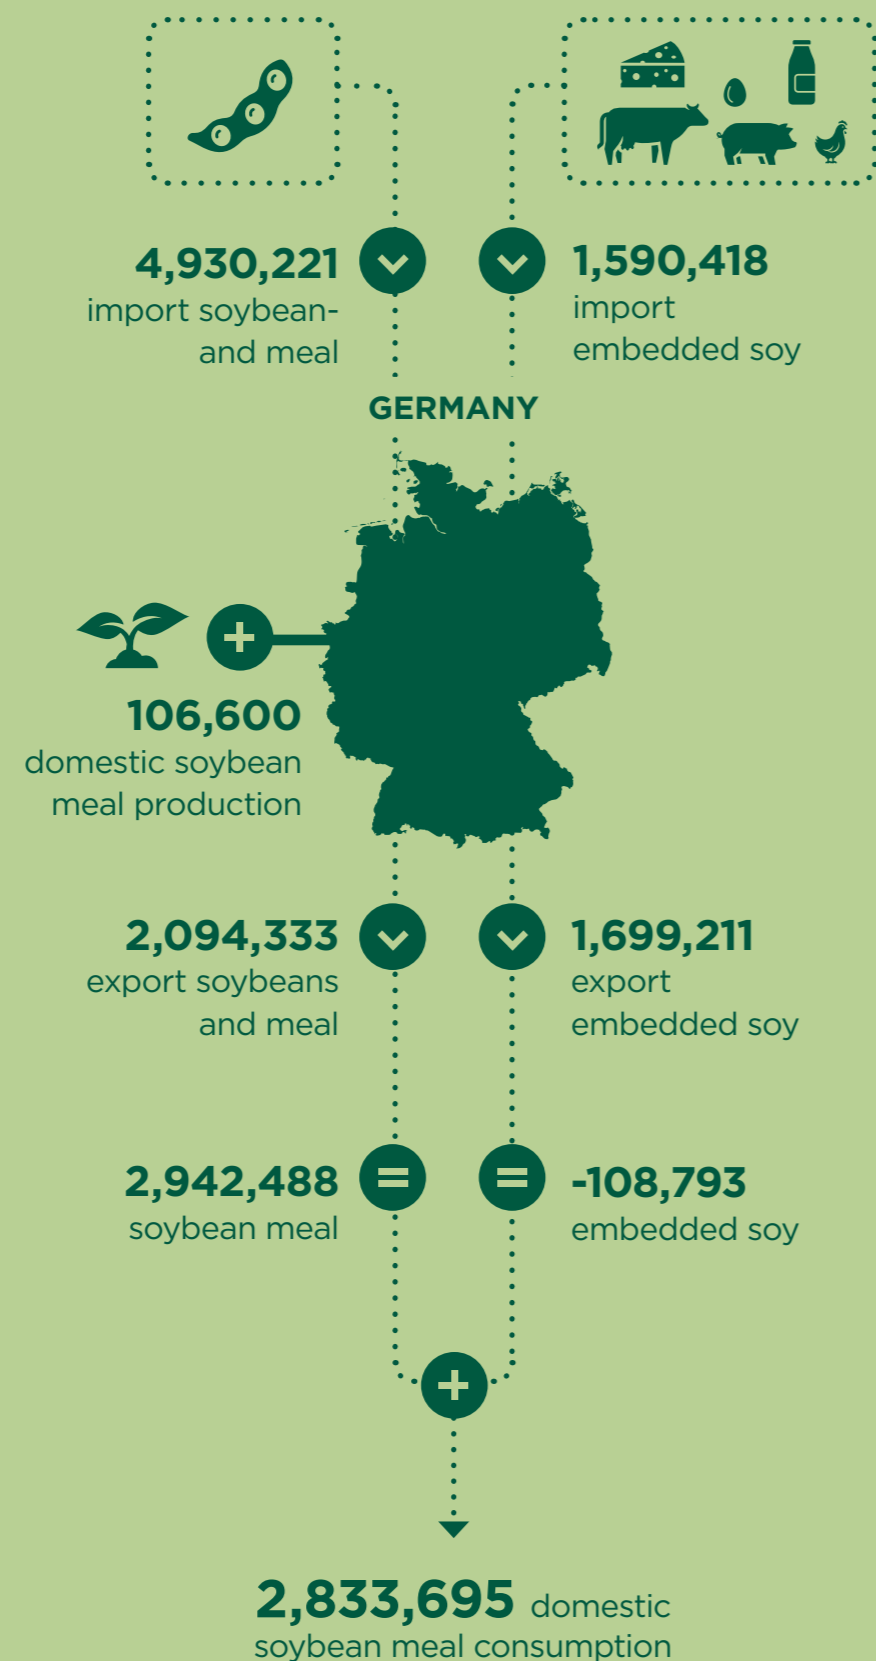 4,930,221
import soybean-
and meal
1,590,418
import
embedded soy
GERMANY
106,600
domestic soybean
meal production
2,094,333
export soybeans
and meal
1,699,211
export
embedded soy
2,942,488
soybean meal
-108,793
embedded soy
2,833,695 domestic
soybean meal consumption